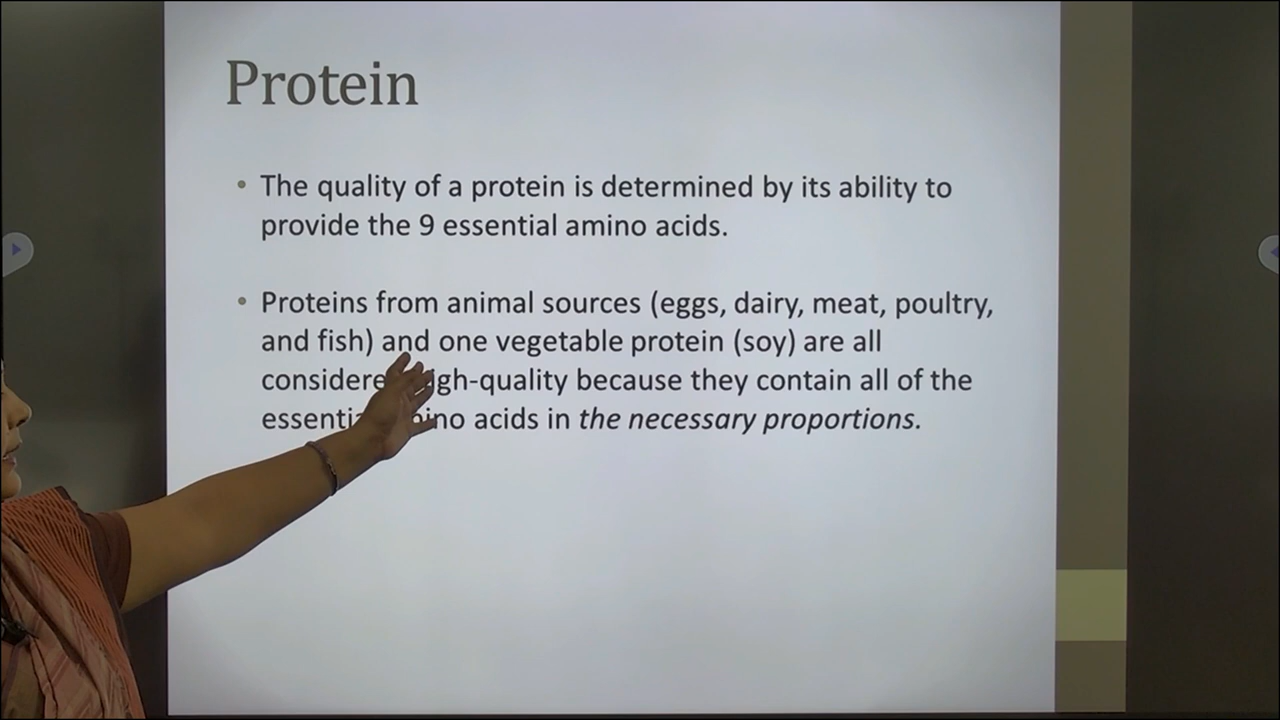 Protein
• The quality of a protein is determined by its ability to
provide the 9 essential amino acids.
• Proteins from animal sources (eggs, dairy, meat, poultry,
and fish) and one vegetable protein (soy) are all
considered high-quality because they contain all of the
essential amino acids in the necessary proportions.